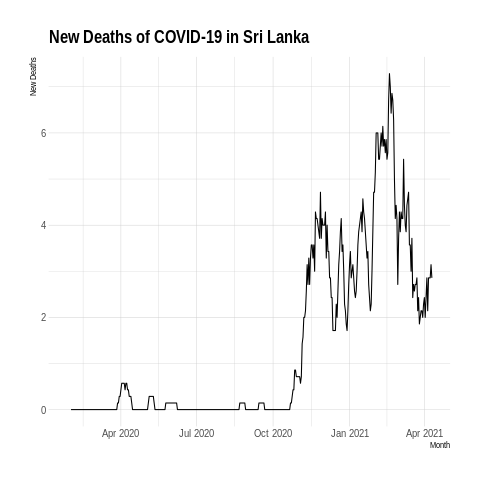 New Deaths of COVID-19 in Sri Lanka
New Deaths
6
4
2
0
Apr 2020 Jul 2020 Oct 2020 Jan 2021 Apr 2021
Month